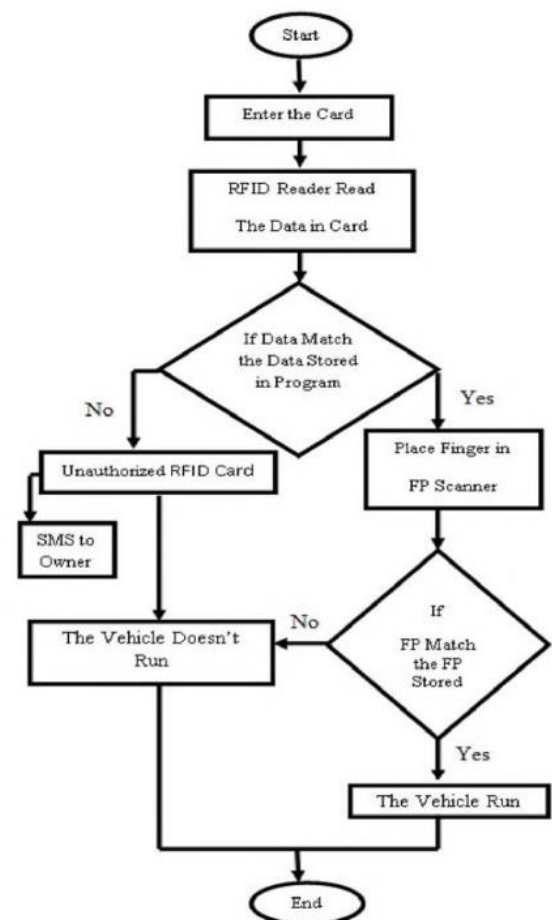 Start
Enter the Card
RFID Reader Read
The Data in Card
If Data Match
the Data Stored
in Program
No
Yes
Unauthorized RFID Card
Place Finger in
FP Scanner
SMS to
Owner
The Vehicle Doesn't
Run
No
If
FP Match
the FP
Stored
Yes
The Vehicle Run
End